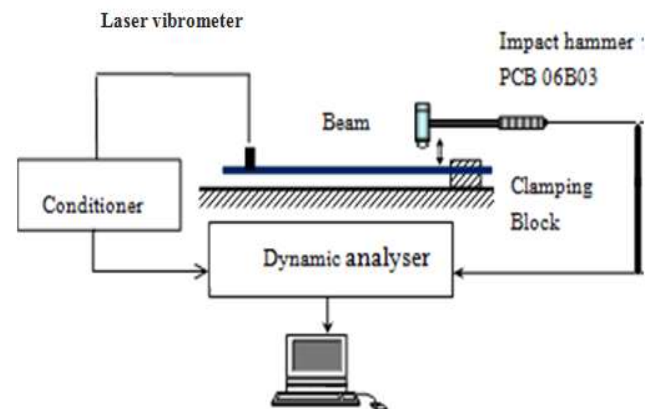 Laser vibrometer
Impact hammer
PCB 06B03
Beam
Clamping
Block
Conditioner
Dynamic analyser